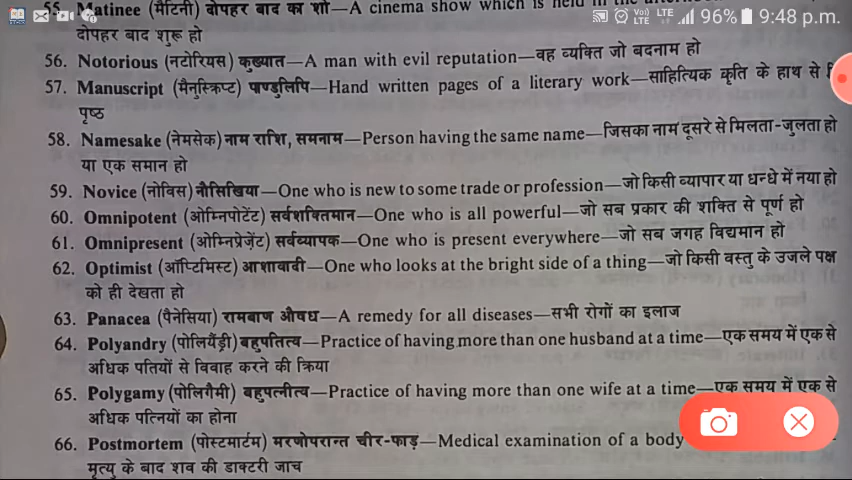 96% 9:48 p.m.
55. Matinee (मैटिनी) दोपहर बाद का शो—A cinema show which is held in the
दोपहर बाद शुरू हो
56. Notorious (नटोरियस) कुख्यात—A man with evil reputation—वह व्यक्ति जो बदनाम हो
57. Manuscript (मैनुस्क्रिप्ट) पाण्डुलिपि—Hand written pages of a literary work—साहित्यिक कृति के हाथ से
पृष्ठ
58. Namesake (नेमसेक) नाम राशि, समनाम—Person having the same name—जिसका नाम दूसरे से मिलता-जुलता हो
या एक समान हो
59. Novice (नोविस) नौसिखिया—One who is new to some trade or profession—जो किसी व्यापार या धन्धे में नया हो
60. Omnipotent (ओम्निपोटेंट) सर्वशक्तिमान—One who is all powerful—जो सब प्रकार की शक्ति से पूर्ण हो
61. Omnipresent (ओम्निप्रेज़ेंट) सर्वव्यापक—One who is present everywhere—जो सब जगह विद्यमान हो
62. Optimist (ऑप्टिमिस्ट) आशावादी—One who looks at the bright side of a thing—जो किसी वस्तु के उजले पक्ष
को ही देखता हो
63. Panacea (पैनेसिया) रामबाण औषध—A remedy for all diseases—सभी रोगों का इलाज
64. Polyandry (पोलियैंड्री) बहुपतित्व—Practice of having more than one husband at a time—एक समय में एक से
अधिक पतियों से विवाह करने की क्रिया
65. Polygamy (पोलिगैमी) बहुपत्नीत्व—Practice of having more than one wife at a time—एक समय में एक से
अधिक पत्नियों का होना
66. Postmortem (पोस्टमार्टम) मरणोपरान्त चीर-फाड़—Medical examination of a body
मृत्यु के बाद शव की डाक्टरी जाच